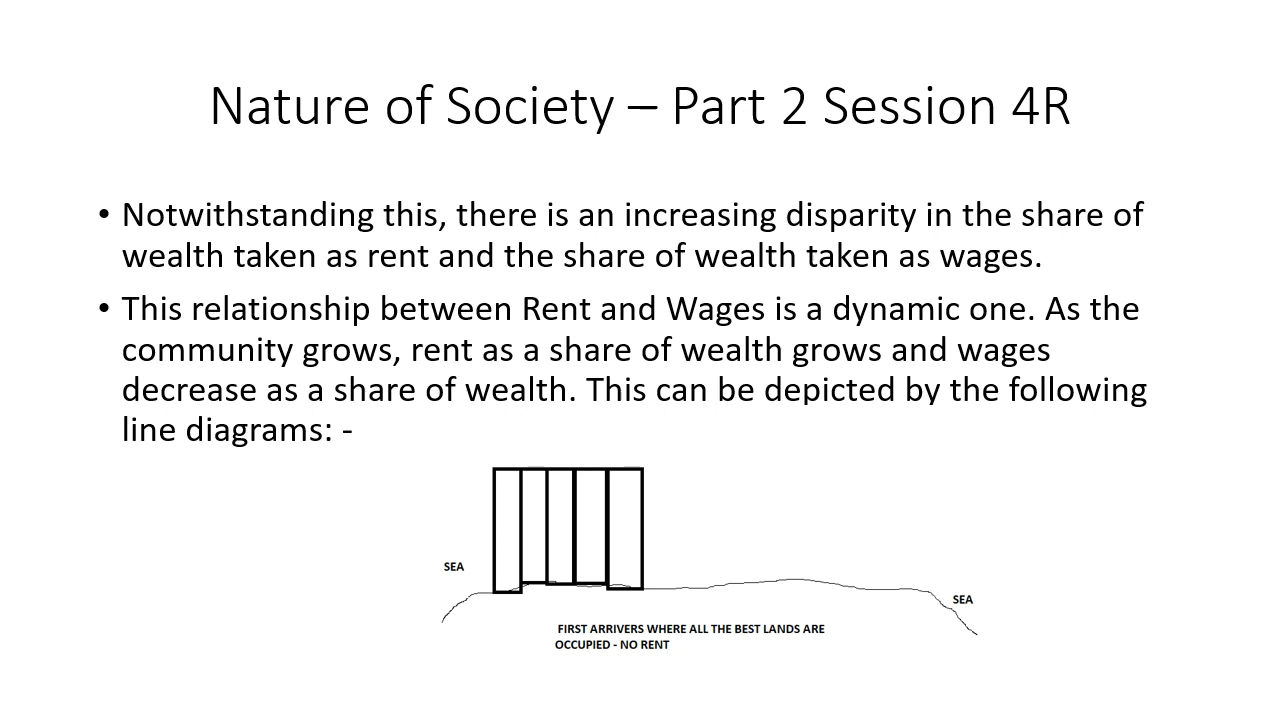 Nature of Society – Part 2 Session 4R
• Notwithstanding this, there is an increasing disparity in the share of
wealth taken as rent and the share of wealth taken as wages.
• This relationship between Rent and Wages is a dynamic one. As the
community grows, rent as a share of wealth grows and wages
decrease as a share of wealth. This can be depicted by the following
line diagrams: -
SEA
SEA
FIRST ARRIVERS WHERE ALL THE BEST LANDS ARE
OCCUPIED - NO RENT